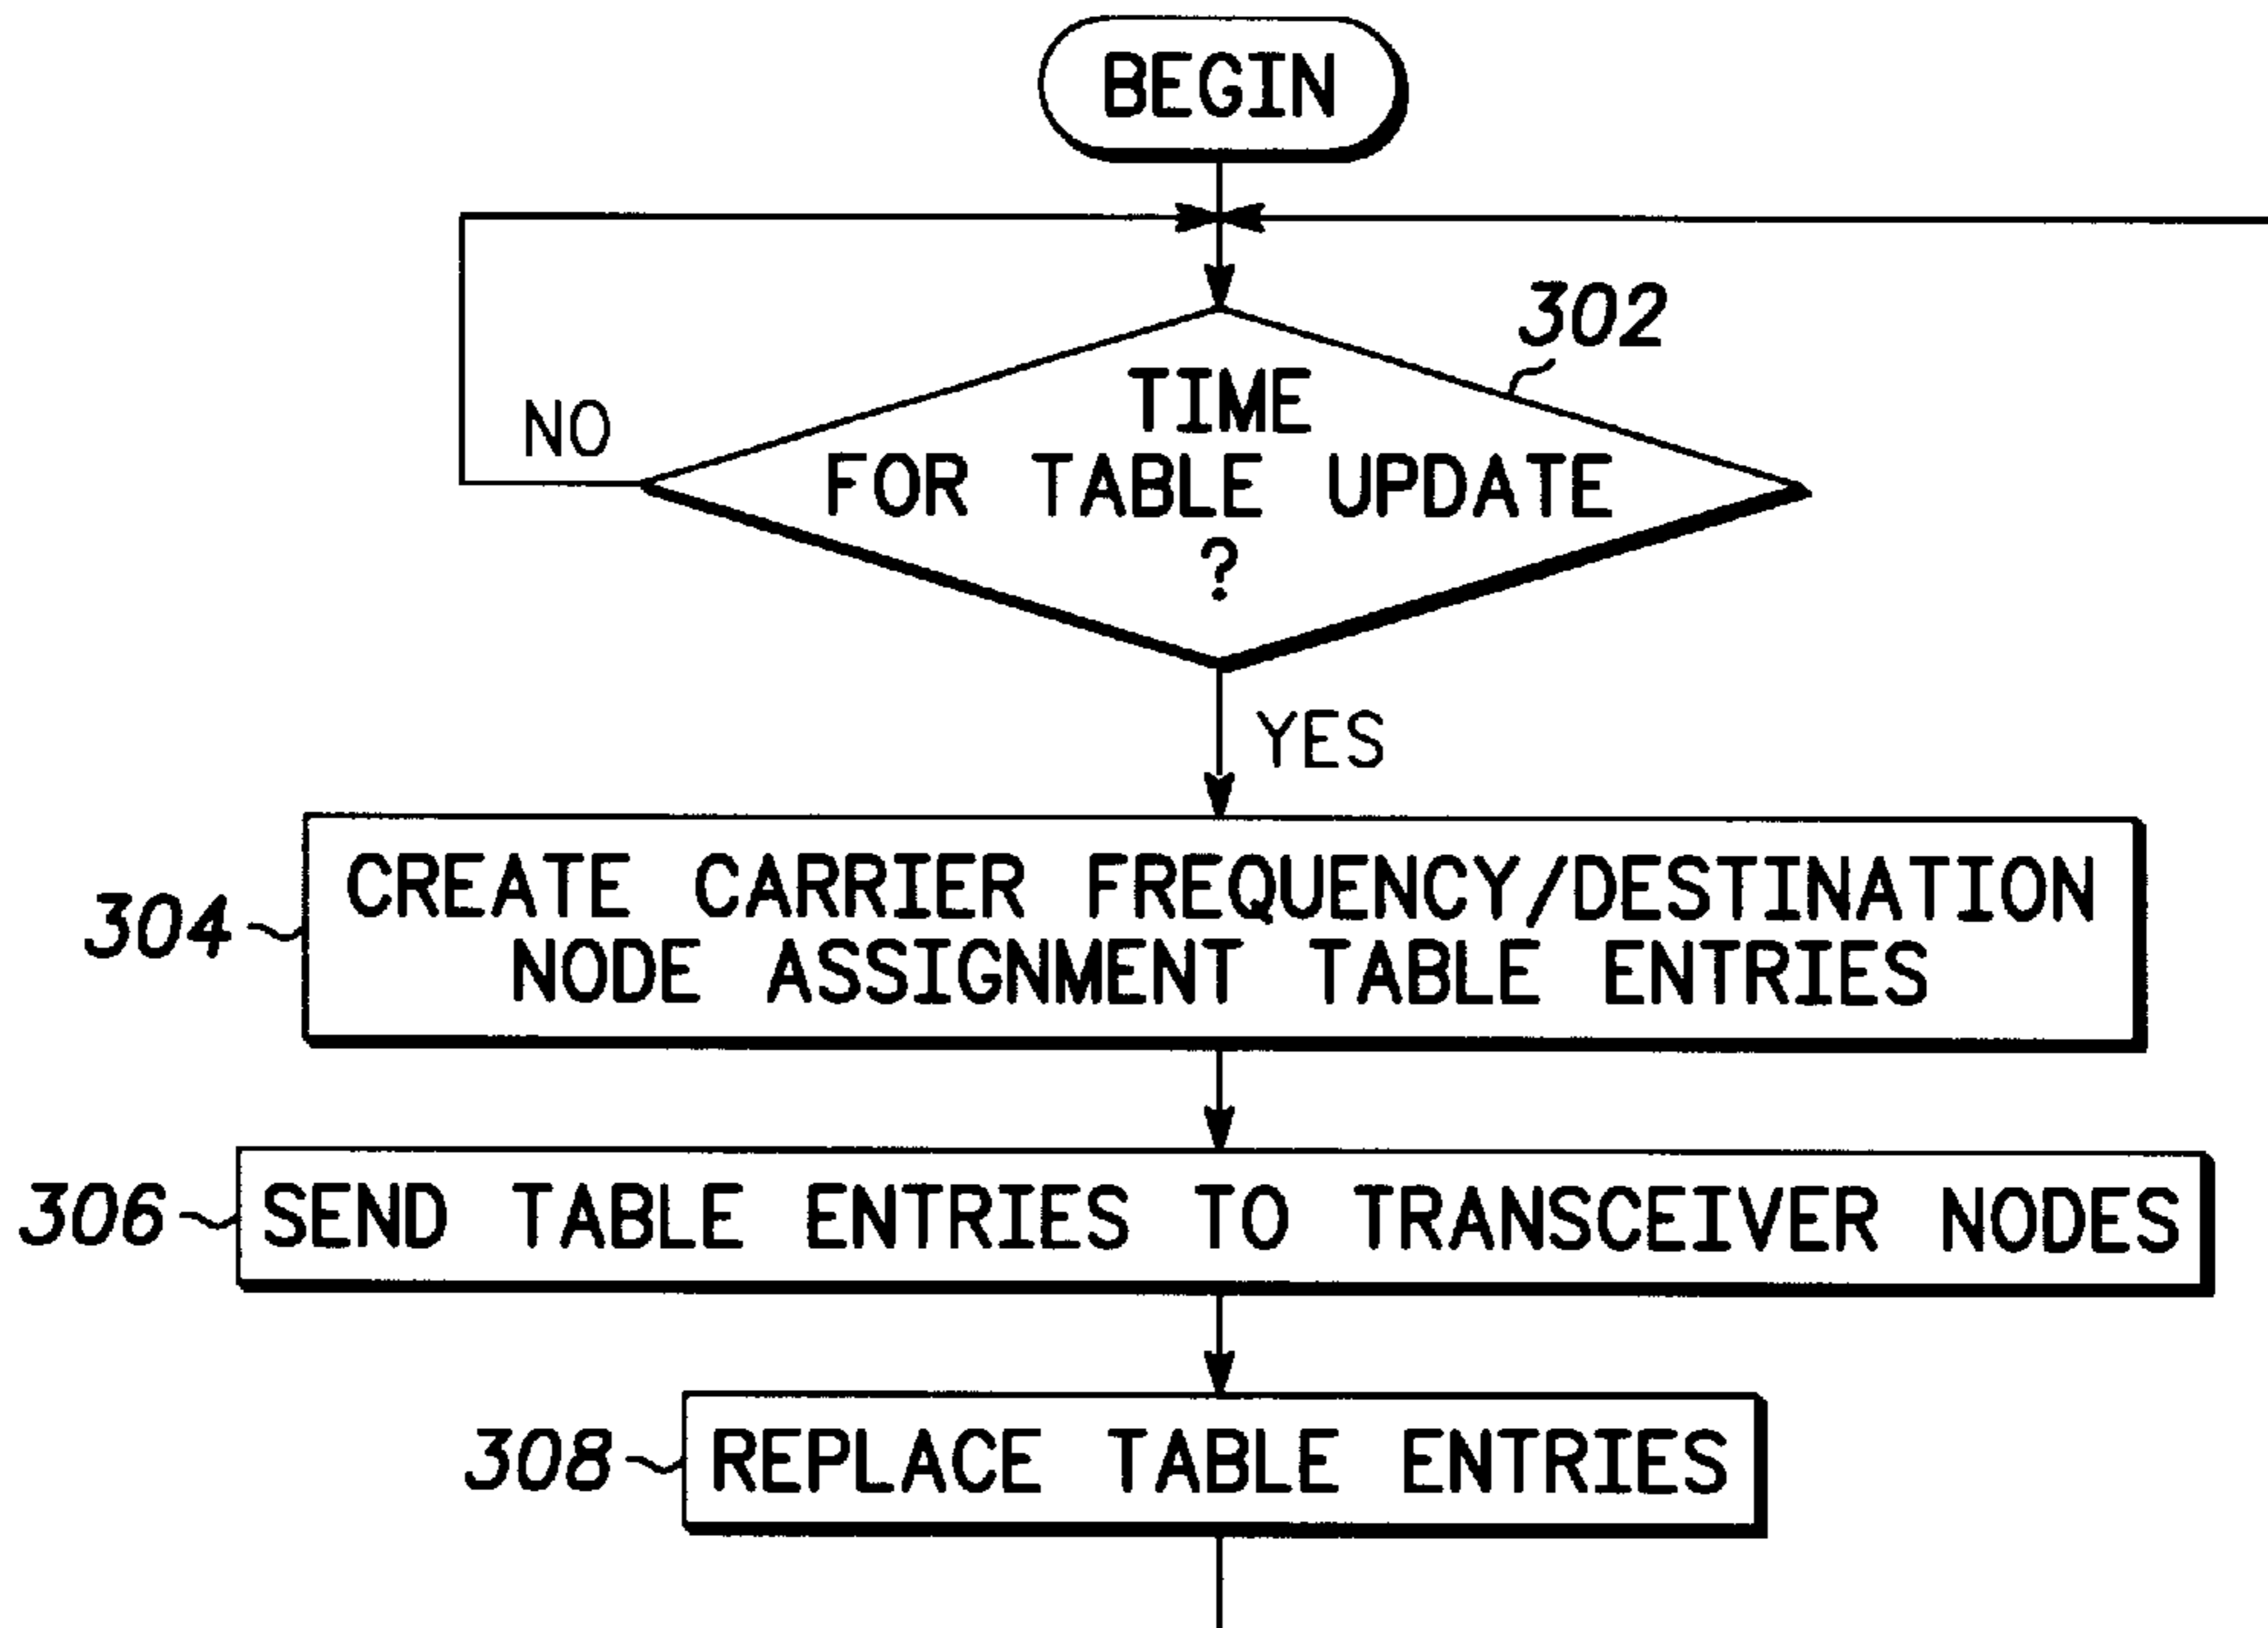 BEGIN
302
TIME
FOR TABLE UPDATE
?
NO
YES
CREATE CARRIER FREQUENCY/DESTINATION
304
NODE ASSIGNMENT TABLE ENTRIES
306 SEND TABLE ENTRIES TO TRANSCEIVER NODES
308 REPLACE TABLE ENTRIES